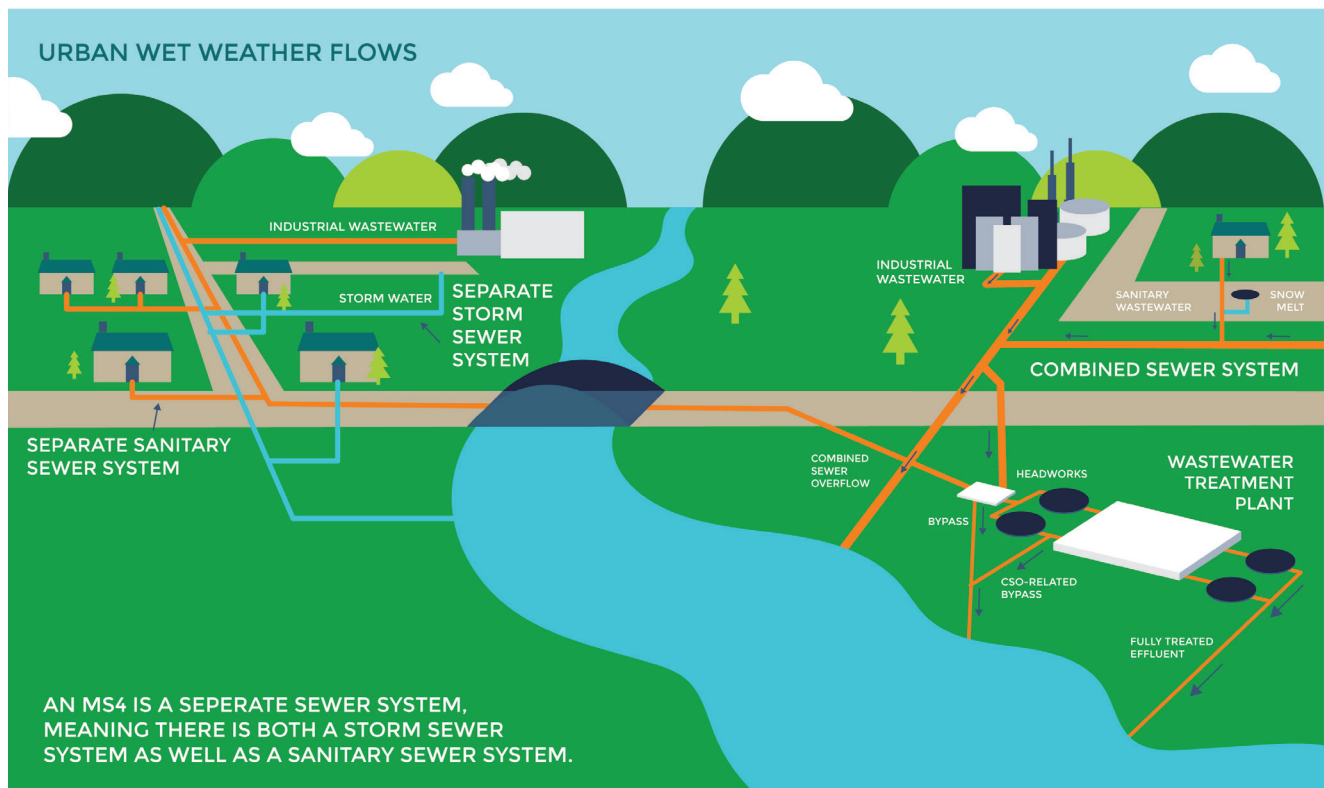 URBAN WET WEATHER FLOWS
INDUSTRIAL WASTEWATER
STORM WATER
SEPARATE
STORM
SEWER
SYSTEM
SEPARATE SANITARY
SEWER SYSTEM
INDUSTRIAL
WASTEWATER
SANITARY
WASTEWATER
SNOW
MELT
COMBINED SEWER SYSTEM
COMBINED
SEWER
OVERFLOW
HEADWORKS
WASTEWATER
TREATMENT
PLANT
BYPASS
CSO-RELATED
BYPASS
FULLY TREATED
EFFLUENT
AN MS4 IS A SEPERATE SEWER SYSTEM,
MEANING THERE IS BOTH A STORM SEWER
SYSTEM AS WELL AS A SANITARY SEWER SYSTEM.